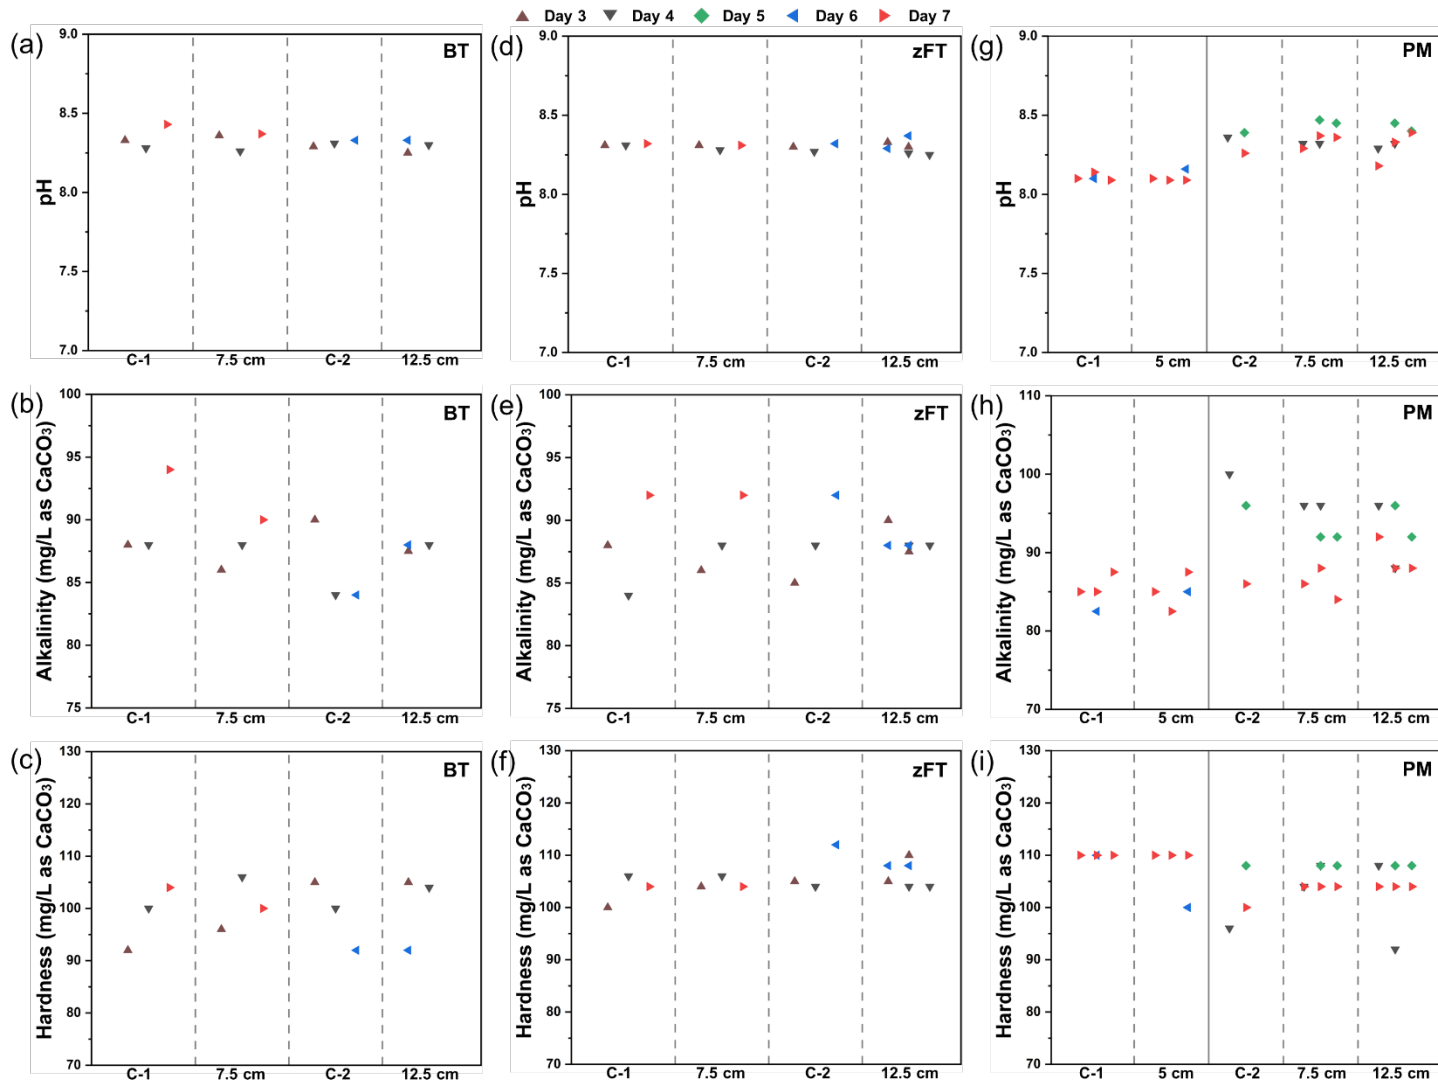 Day 3 Day 4 Day 5 Day 6 Day 7
(a)
BT
pH
9.0
8.5
8.0
7.5
7.0
C-1 7.5 cm C-2 12.5 cm
(d)
zFT
pH
9.0
8.5
8.0
7.5
7.0
C-1 7.5 cm C-2 12.5 cm
(g)
PM
pH
9.0
8.5
8.0
7.5
7.0
C-1 5 cm C-2 7.5 cm 12.5 cm
(b)
BT
Alkalinity (mg/L as CaCO₃)
100
95
90
85
80
75
C-1 7.5 cm C-2 12.5 cm
(e)
zFT
Alkalinity (mg/L as CaCO₃)
100
95
90
85
80
75
C-1 7.5 cm C-2 12.5 cm
(h)
PM
Alkalinity (mg/L as CaCO₃)
110
100
90
80
70
C-1 5 cm C-2 7.5 cm 12.5 cm
(c)
BT
Hardness (mg/L as CaCO₃)
130
120
110
100
90
80
70
C-1 7.5 cm C-2 12.5 cm
(f)
zFT
Hardness (mg/L as CaCO₃)
130
120
110
100
90
80
70
C-1 7.5 cm C-2 12.5 cm
(i)
PM
Hardness (mg/L as CaCO₃)
130
120
110
100
90
80
70
C-1 5 cm C-2 7.5 cm 12.5 cm